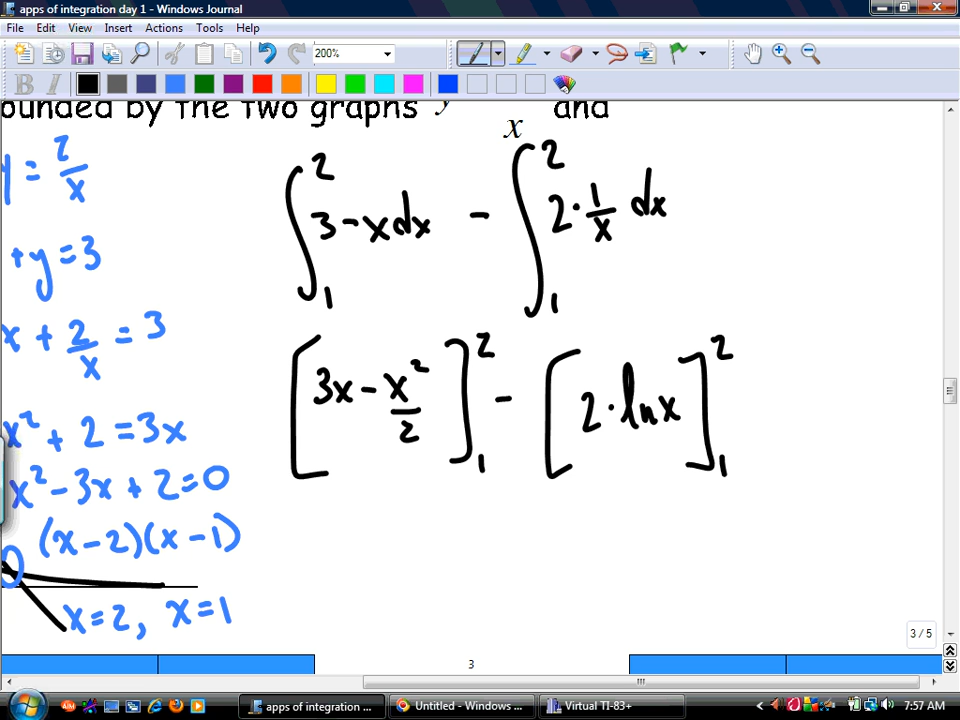 apps of integration day 1 - Windows Journal
File Edit View Insert Actions Tools Help
200%
B I
ounded by the two graphs y x and
y = 2/x
+y = 3
x + 2/x = 3
x² + 2 = 3x
x² - 3x + 2 = 0
(x - 2)(x - 1)
0
x = 2, x = 1
∫₁² 3 - x dx - ∫₁² 2 · 1/x dx
[3x - x²/2]₁² - [2 · ln x]₁²
3 / 5
3
apps of integration ... Untitled - Windows ... Virtual TI-83+ 7:57 AM